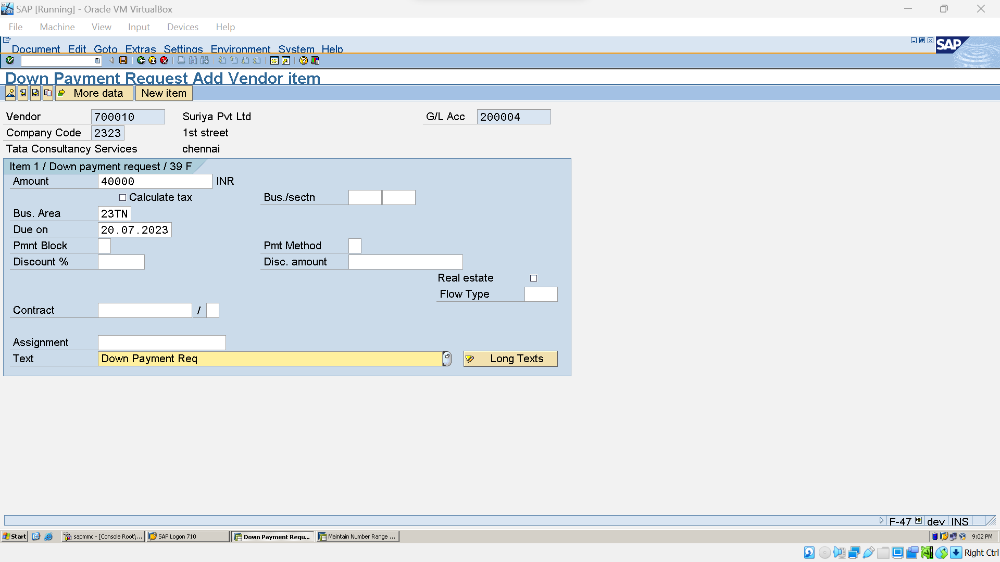 SAP [Running] - Oracle VM VirtualBox
File Machine View Input Devices Help
Document Edit Goto Extras Settings Environment System Help
SAP
Down Payment Request Add Vendor item
More data New item
Vendor 700010 Suriya Pvt Ltd G/L Acc 200004
Company Code 2323 1st street
Tata Consultancy Services chennai
Item 1 / Down payment request / 39 F
Amount 40000 INR
Calculate tax Bus./sectn
Bus. Area 23TN
Due on 20.07.2023
Pmnt Block Pmt Method
Discount % Disc. amount
Real estate
Flow Type
Contract /
Assignment
Text Down Payment Req Long Texts
F-47 dev INS
Start sapmmc - [Console Root\... SAP Logon 710 Down Payment Requ... Maintain Number Range ... 9:02 PM
Right Ctrl